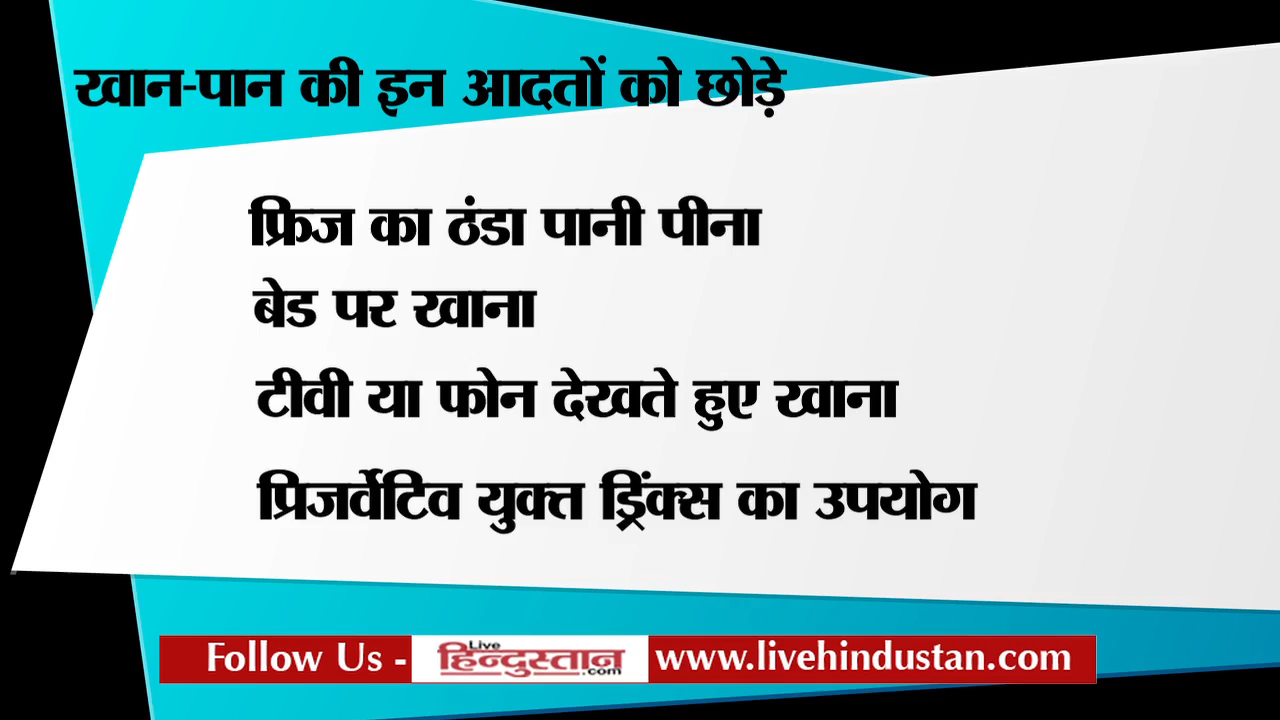 खान-पान की इन आदतों को छोड़े
फ्रिज का ठंडा पानी पीना
बेड पर खाना
टीवी या फोन देखते हुए खाना
प्रिजर्वेटिव युक्त ड्रिंक्स का उपयोग
Follow Us - Live हिन्दुस्तान .com www.livehindustan.com